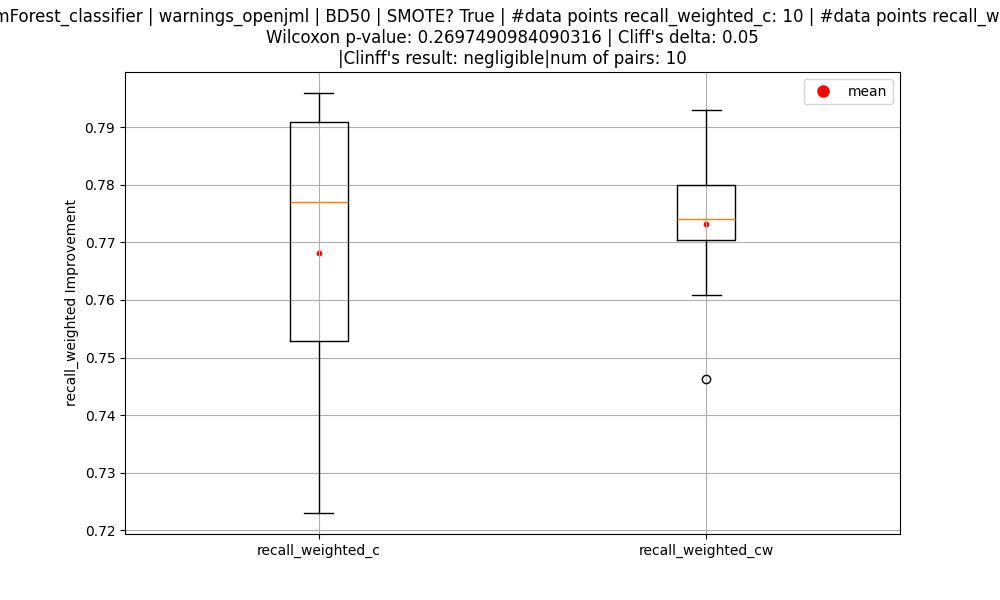 mForest_classifier | warnings_openjml | BD50 | SMOTE? True | #data points recall_weighted_c: 10 | #data points recall_w
Wilcoxon p-value: 0.2697490984090316 | Cliff's delta: 0.05
|Clinff's result: negligible|num of pairs: 10
mean
0.79
0.78
0.77
0.76
0.75
0.74
0.73
0.72
recall_weighted Improvement
recall_weighted_c
recall_weighted_cw